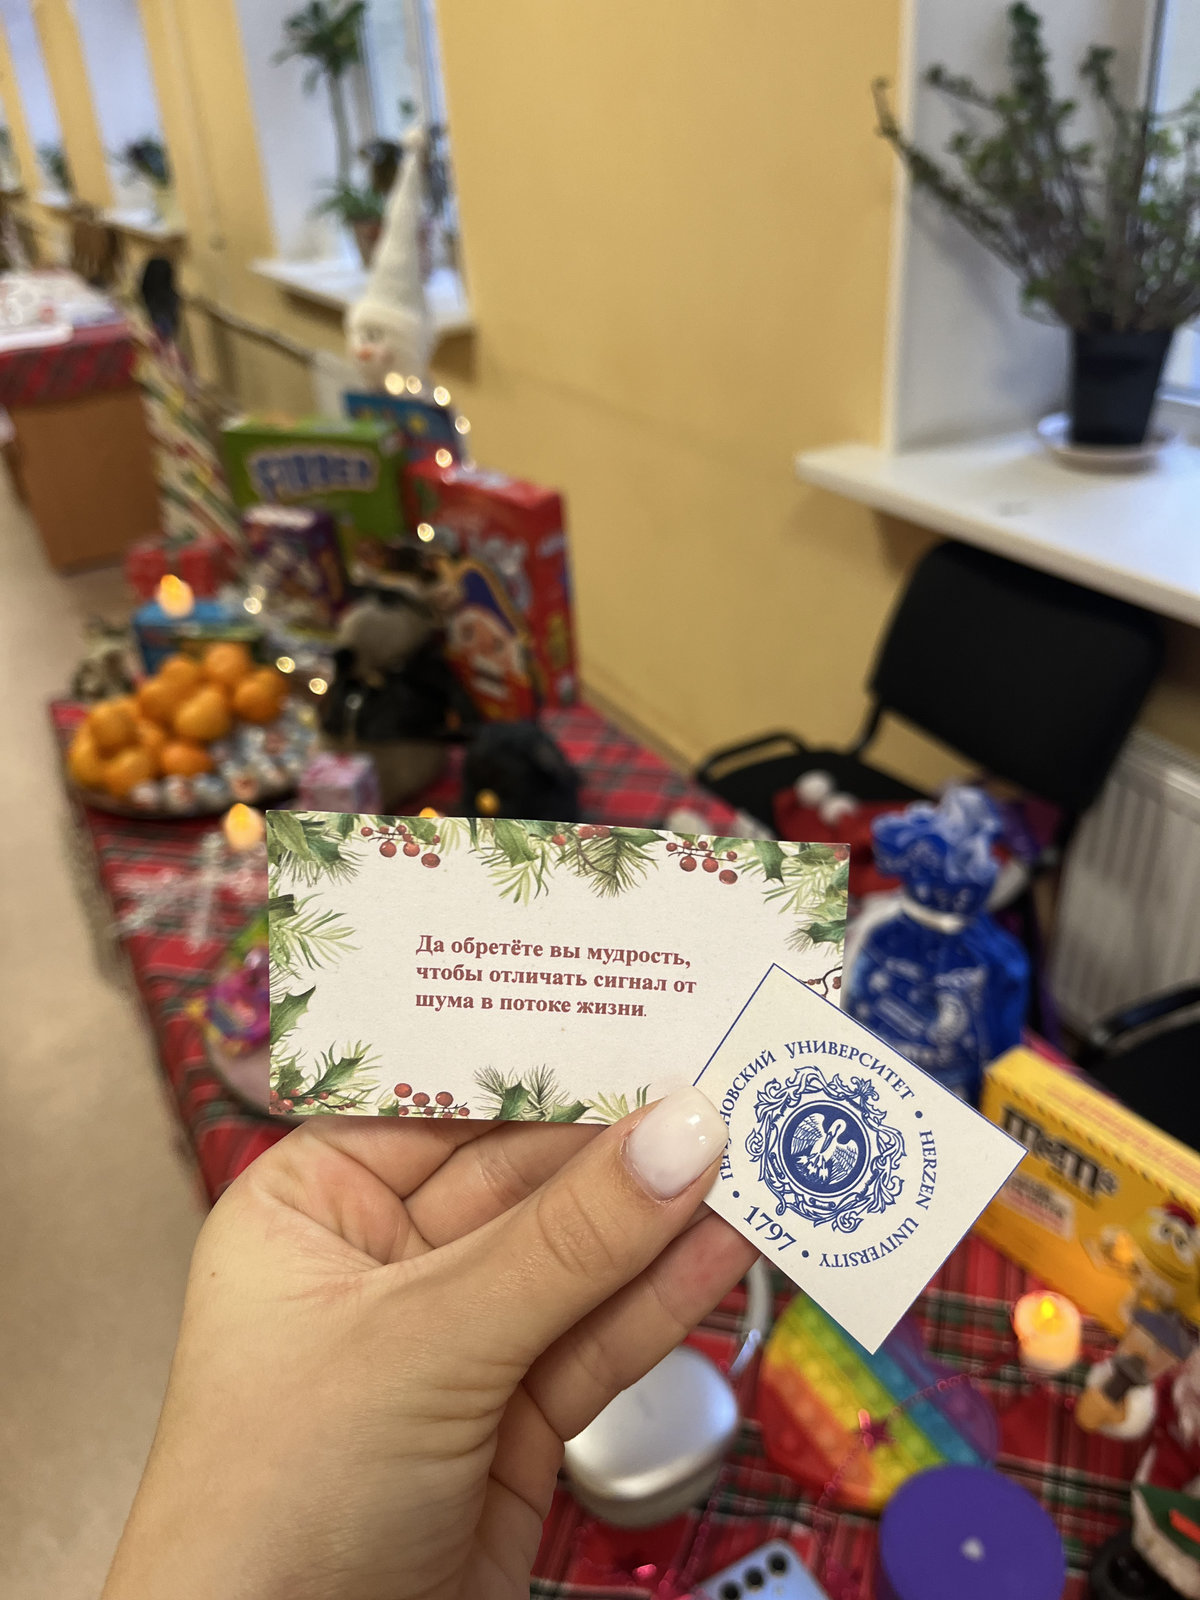 Да обретёте вы мудрость,
чтобы отличать сигнал от
шума в потоке жизни.
УНИВЕРСИТЕТ
HERZEN UNIVERSITY
1797
m&m's